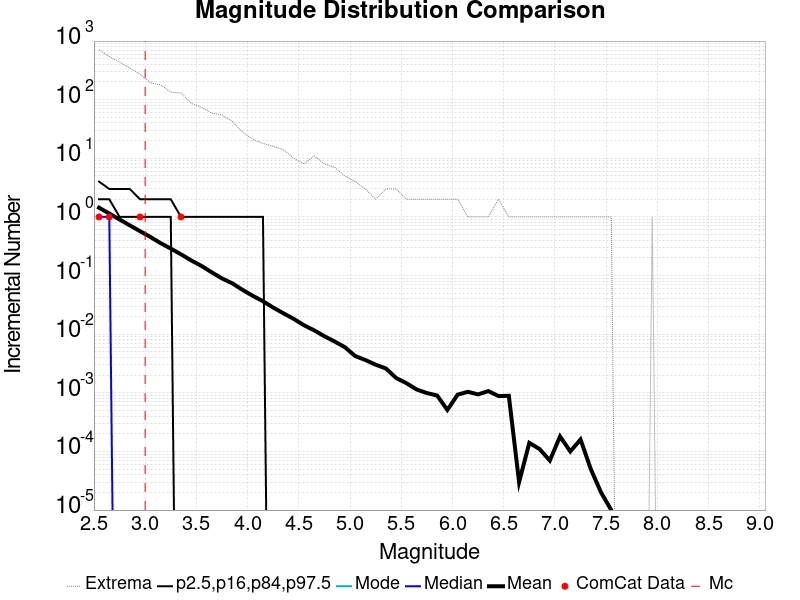 Magnitude Distribution Comparison
10^3
10^2
10^1
10^0
10^-1
10^-2
10^-3
10^-4
10^-5
Incremental Number
2.5 3.0 3.5 4.0 4.5 5.0 5.5 6.0 6.5 7.0 7.5 8.0 8.5 9.0
Magnitude
Extrema p2.5,p16,p84,p97.5 Mode Median Mean ComCat Data Mc